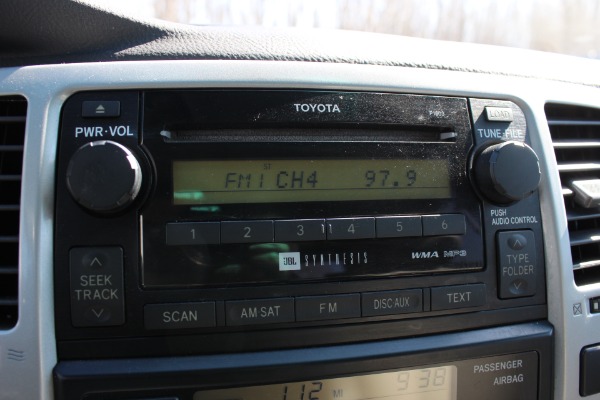 TOYOTA
LOAD
PWR·VOL
TUNE·FILE
ST
FM1 CH4 97.9
1 2 3 4 5 6
PUSH
AUDIO CONTROL
JBL SYNTHESIS WMA MP3
SEEK
TRACK
TYPE
FOLDER
SCAN AM·SAT FM DISC·AUX TEXT
PASSENGER
AIRBAG
112 MI 938